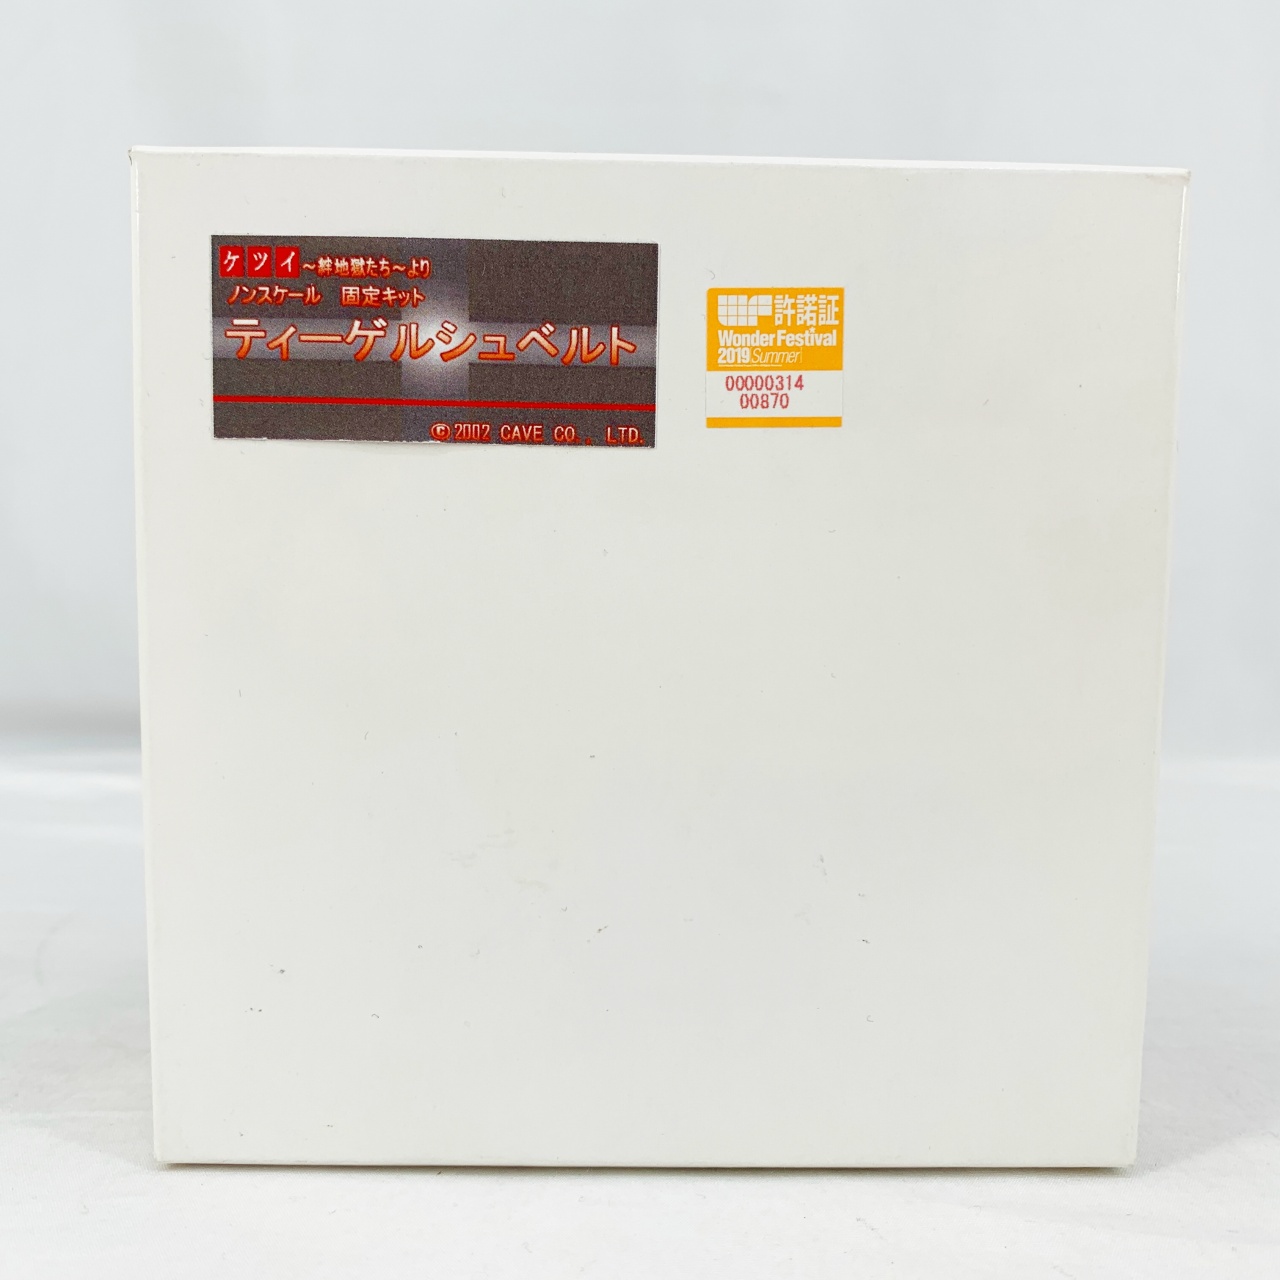 ケツイ ～絆地獄たち～より
ノンスケール 固定キット
ティーゲルシュベルト
©2002 CAVE CO., LTD.
WF許諾証
Wonder Festival
2019 Summer
00000314
00870